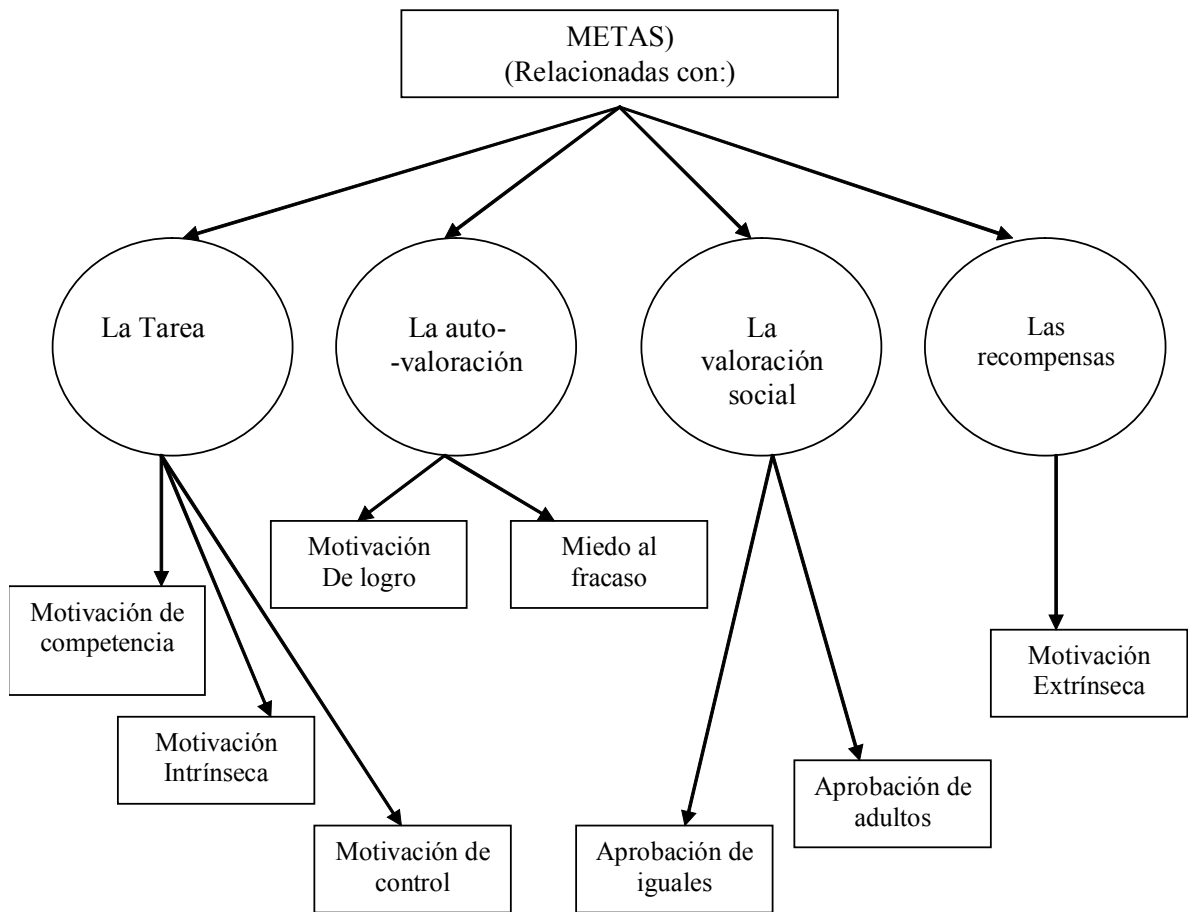 METAS)
(Relacionadas con:)
La Tarea
La auto-
-valoración
La
valoración
social
Las
recompensas
Motivación
De logro
Miedo al
fracaso
Motivación de
competencia
Motivación
Extrínseca
Motivación
Intrínseca
Aprobación de
adultos
Motivación de
control
Aprobación de
iguales